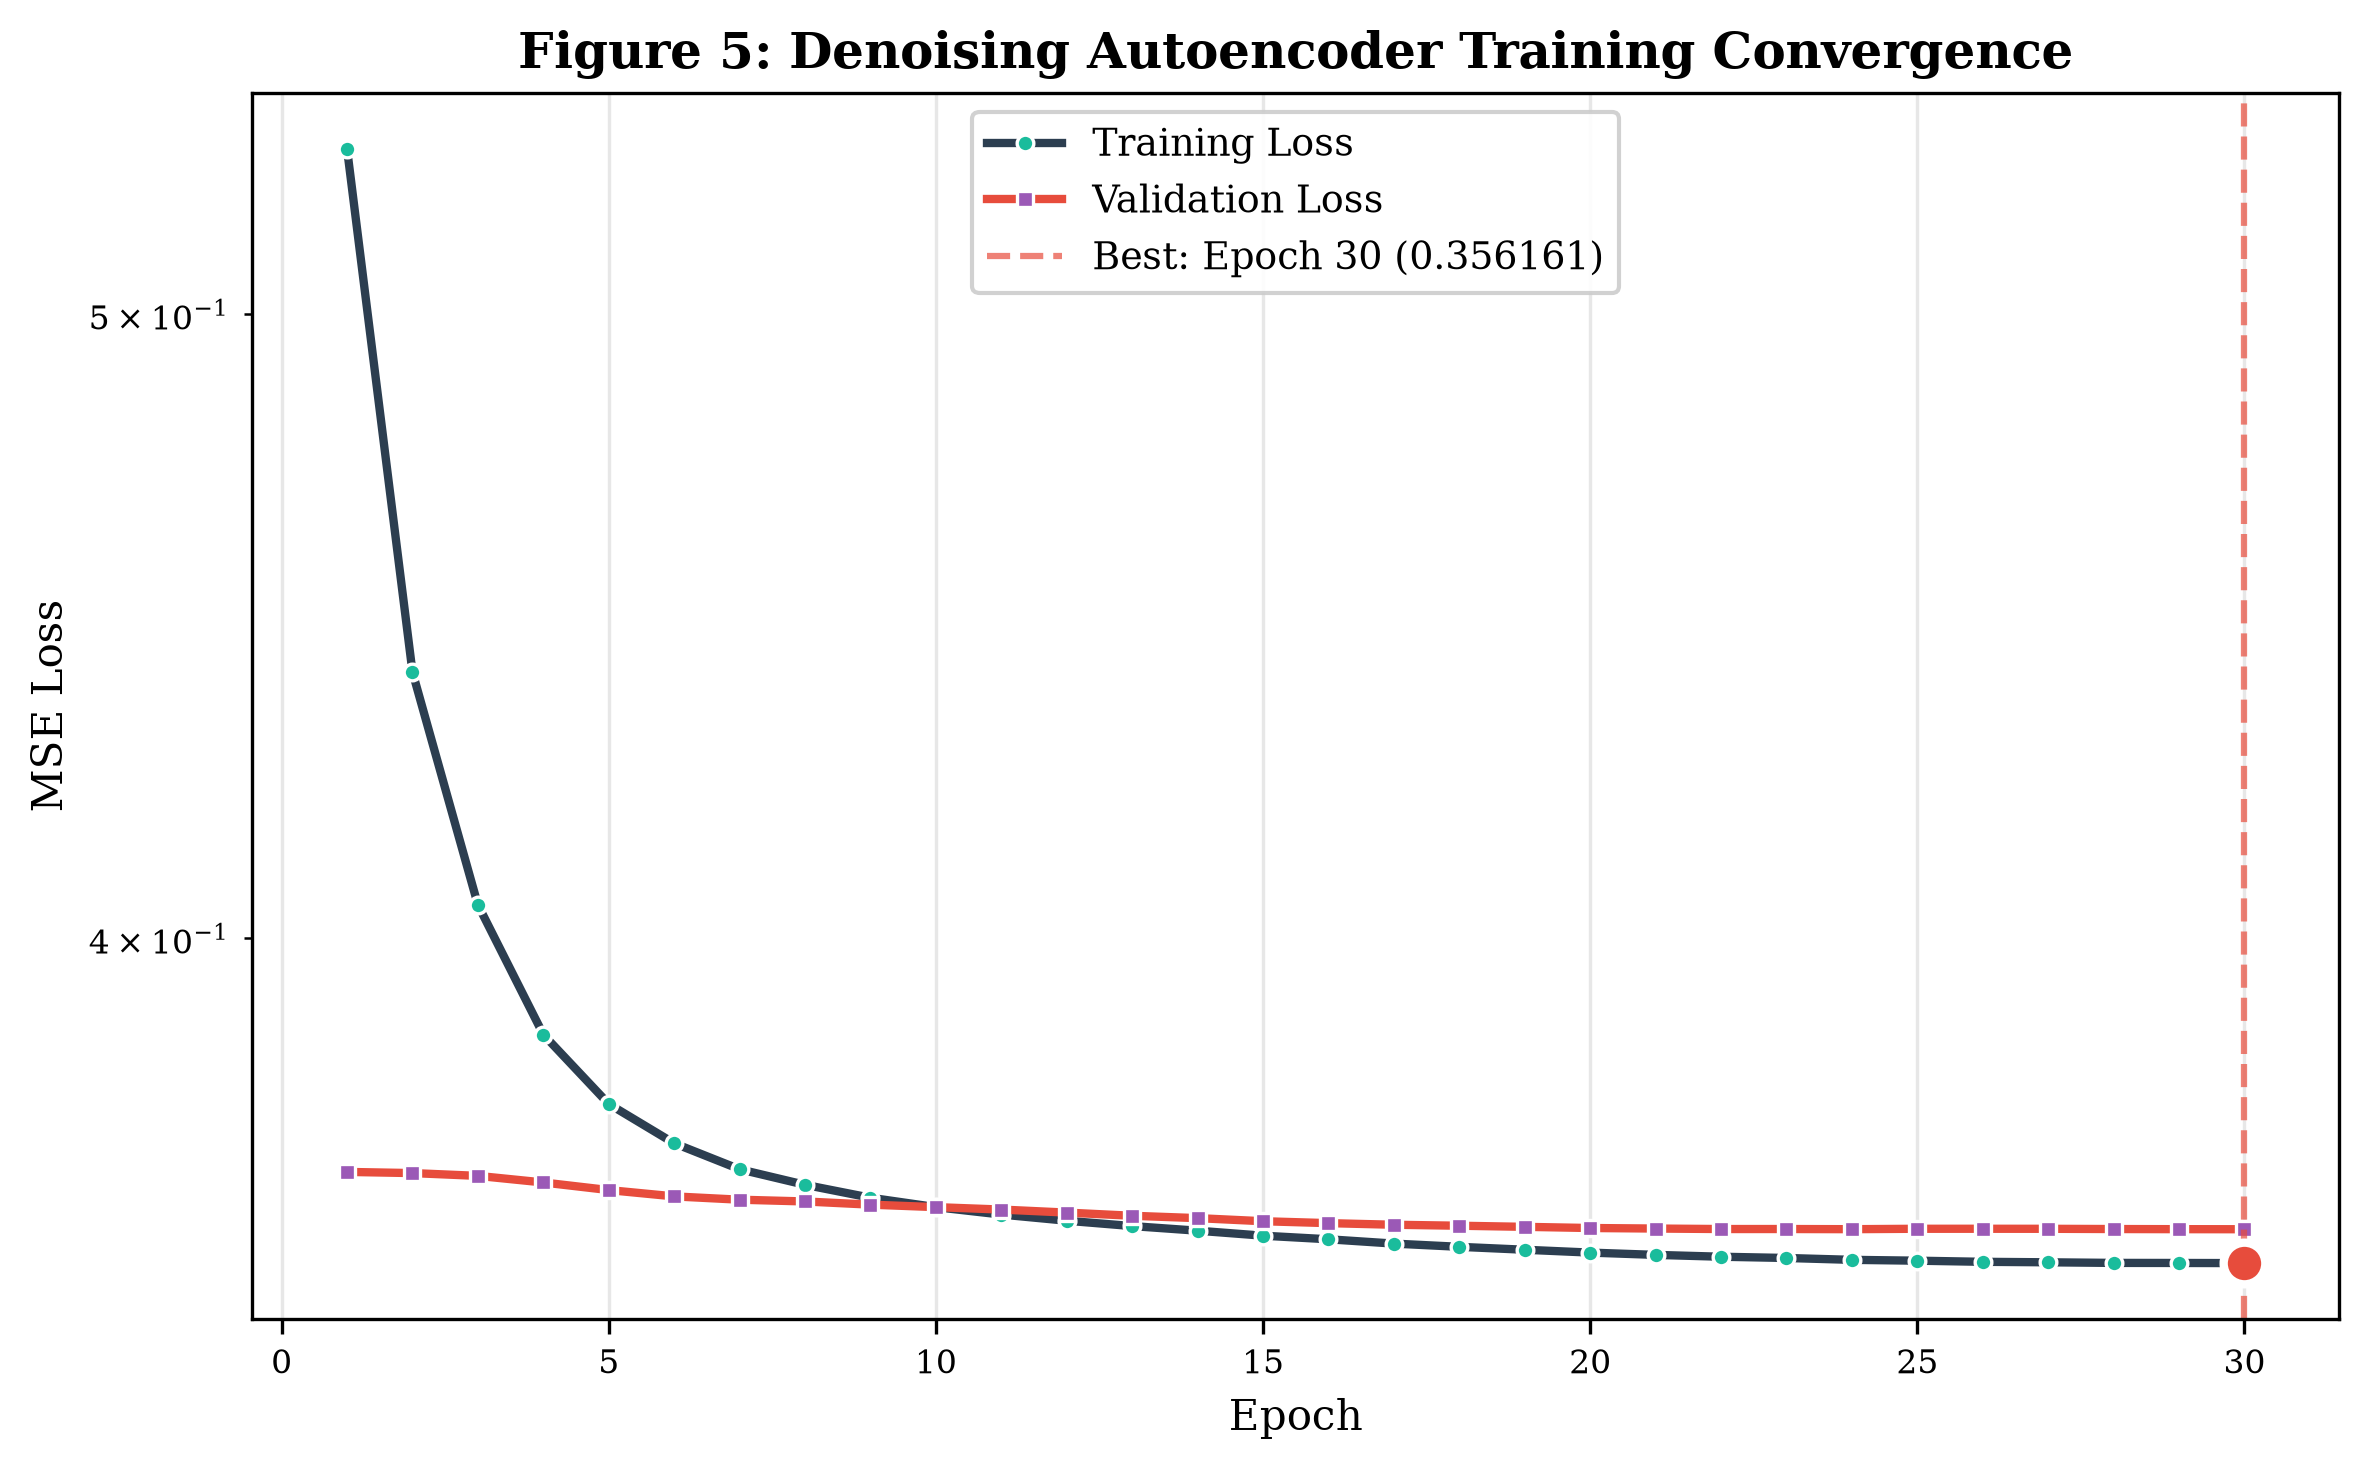 Figure 5: Denoising Autoencoder Training Convergence
Training Loss
Validation Loss
Best: Epoch 30 (0.356161)
MSE Loss
5 × 10⁻¹
4 × 10⁻¹
0 5 10 15 20 25 30
Epoch